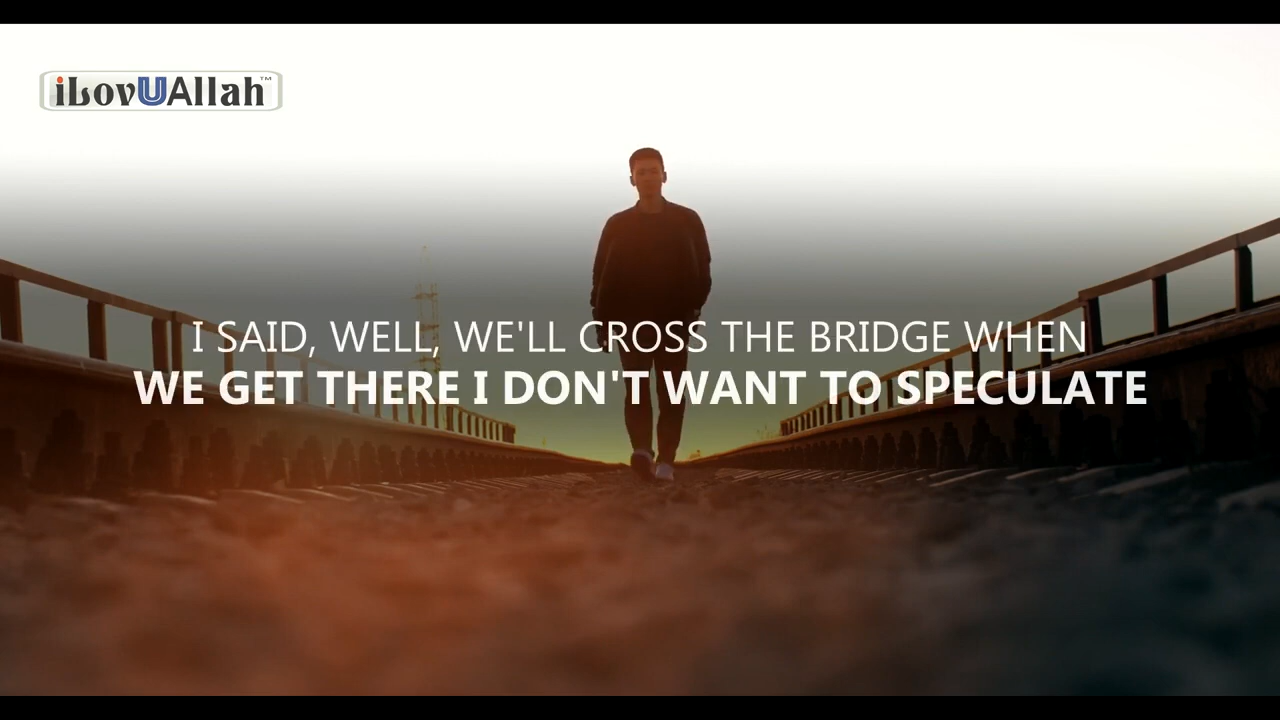 iLovUAllah™
I SAID, WELL, WE'LL CROSS THE BRIDGE WHEN
WE GET THERE I DON'T WANT TO SPECULATE